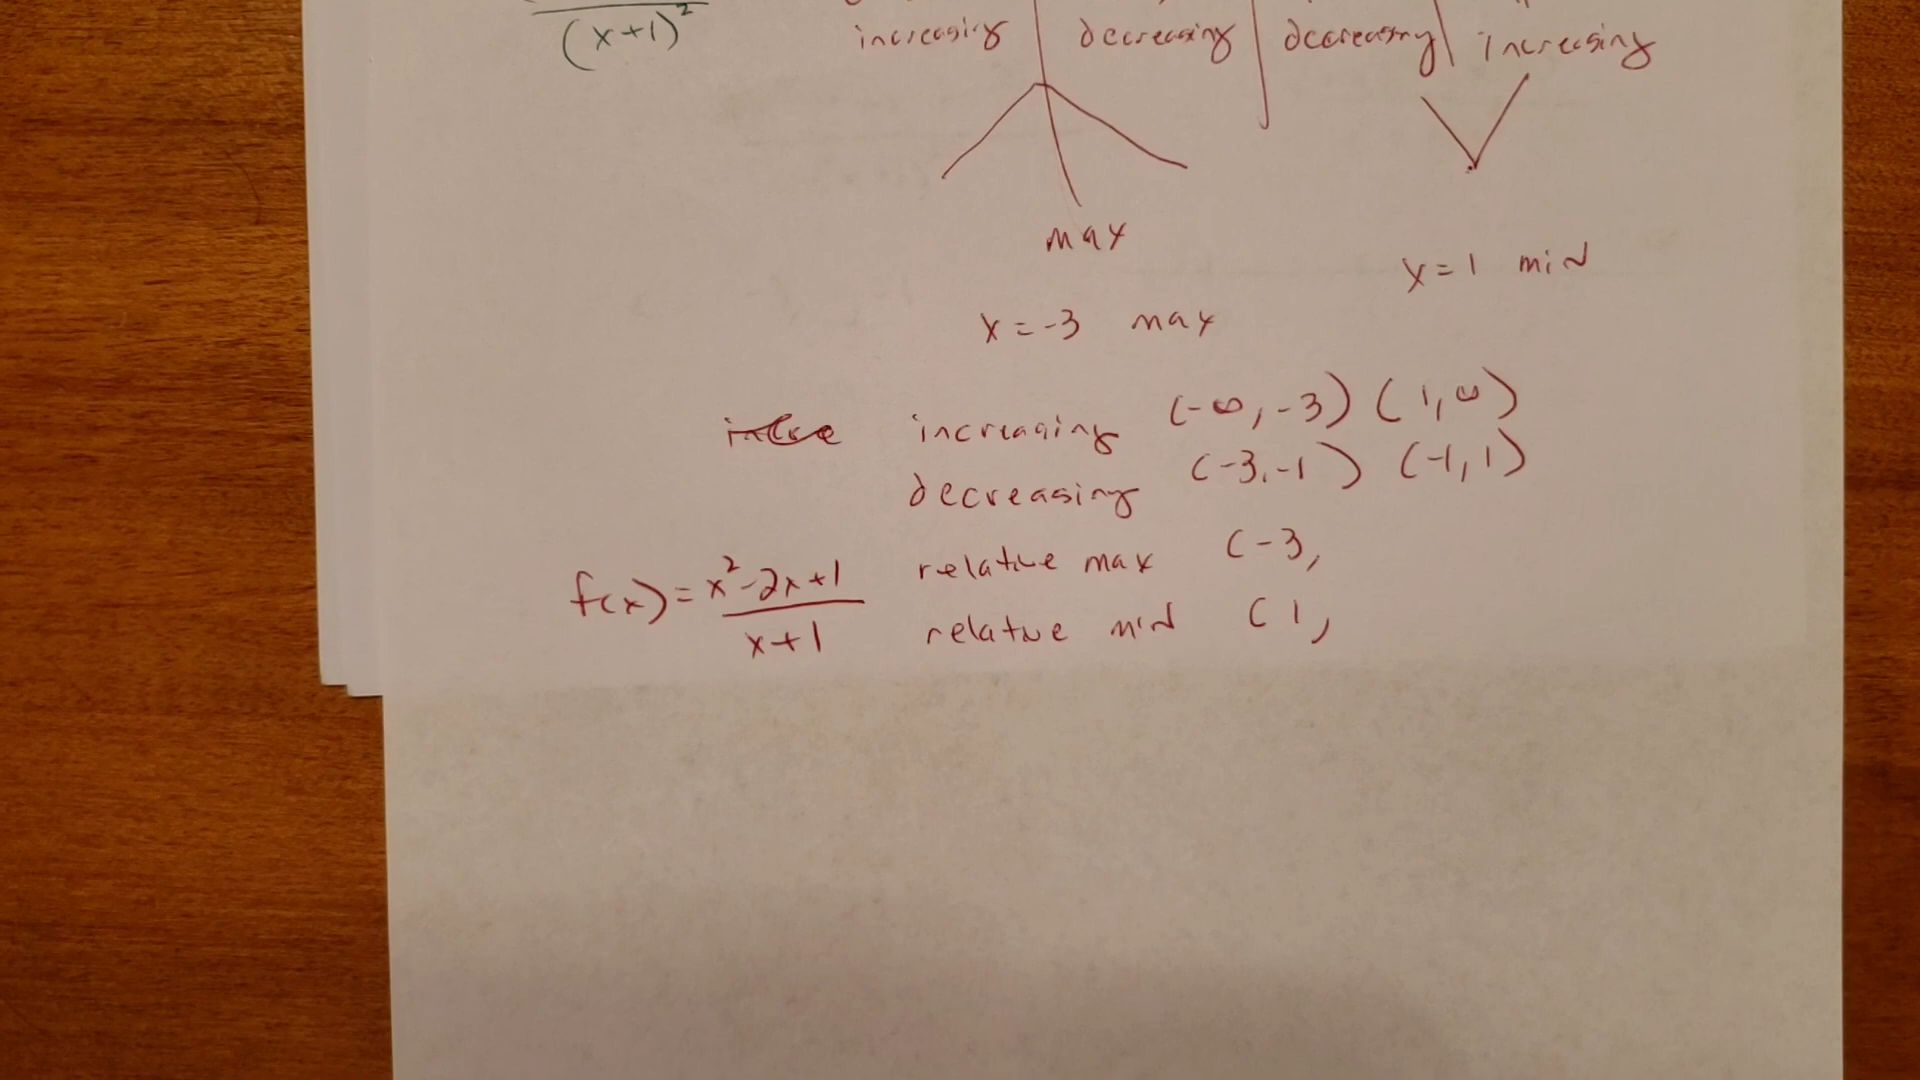 (x+1)²
increasing decreasing decreasing increasing
max
x=1 min
x=-3 max
increasing (-∞,-3) (1,∞)
decreasing (-3,-1) (-1,1)
f(x)=x²-2x+1 relative max (-3,
x+1 relative min (1,